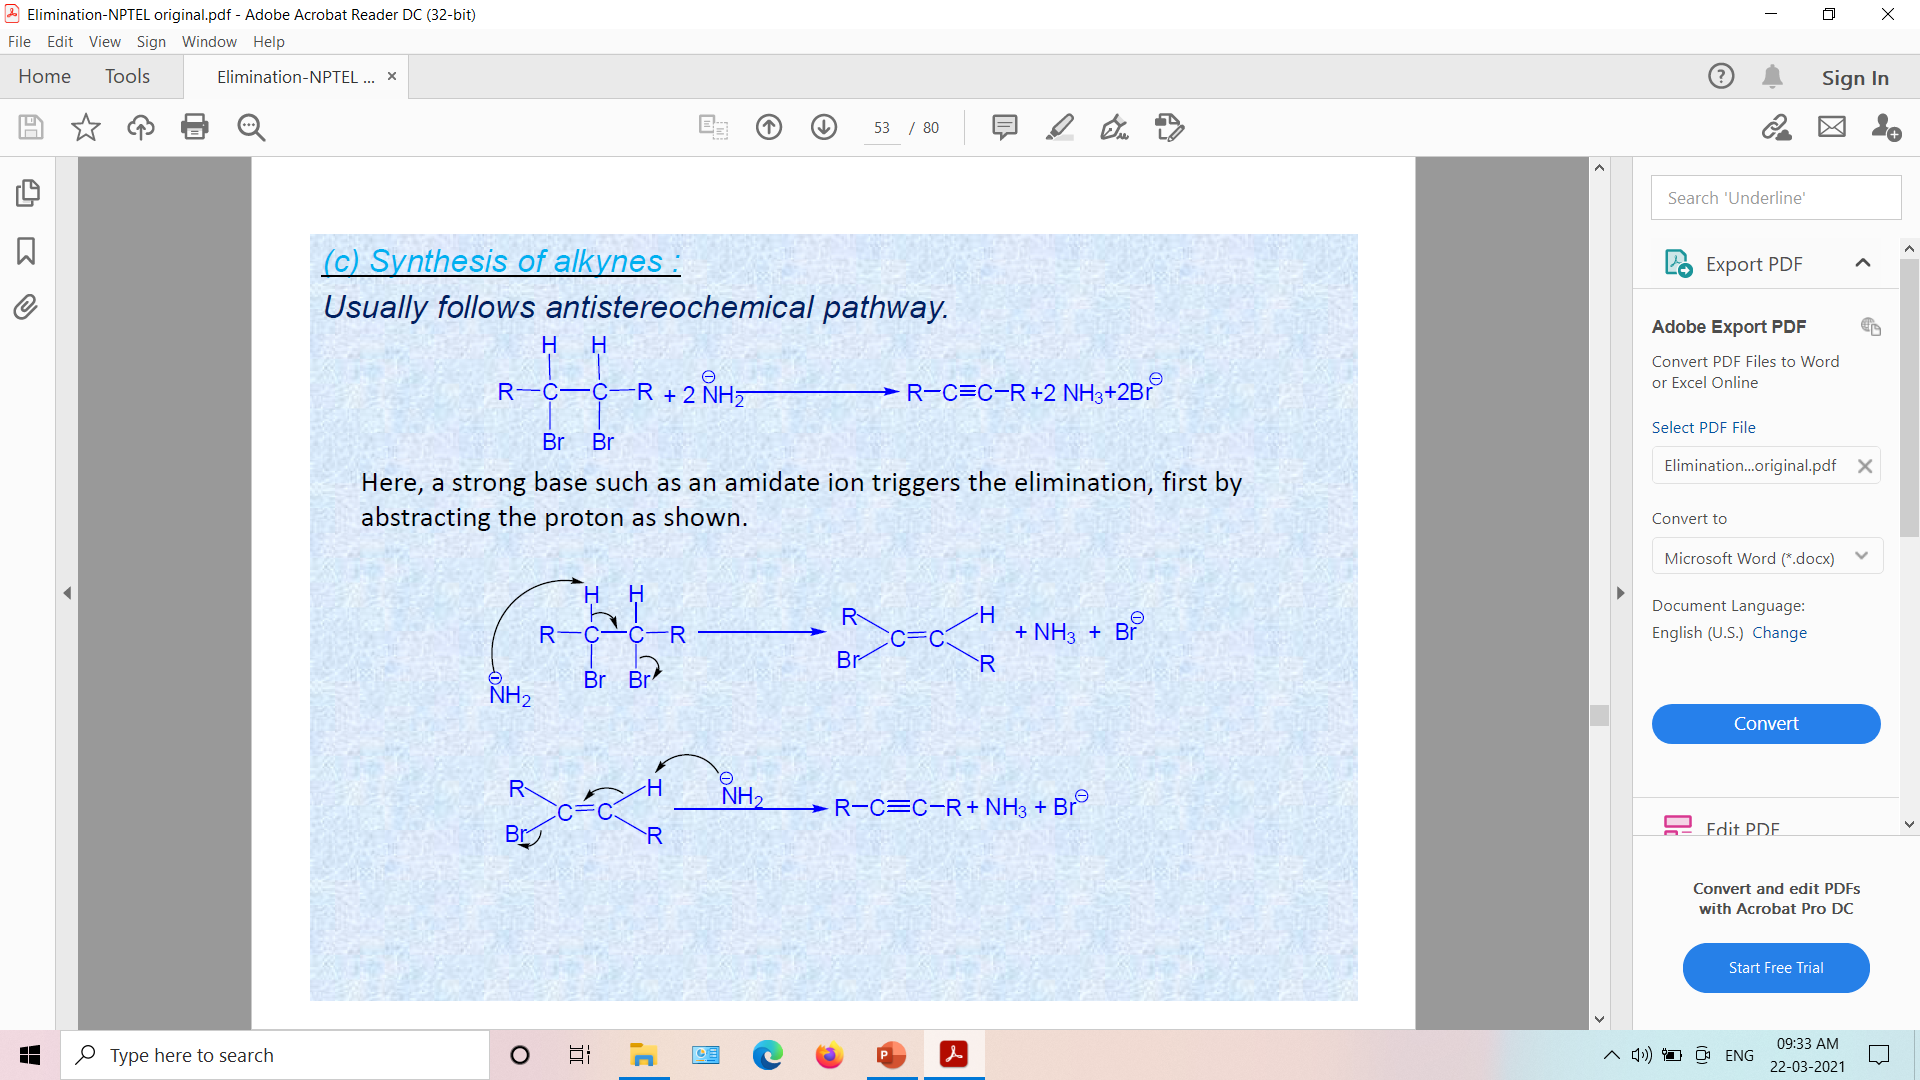 Elimination-NPTEL original.pdf - Adobe Acrobat Reader DC (32-bit)
File Edit View Sign Window Help
Home Tools Elimination-NPTEL ... × Sign In
53 / 80
(c) Synthesis of alkynes :
Usually follows antistereochemical pathway.
H H
R C C R + 2 ⊖NH₂ R−C≡C−R +2 NH₃+2Br⊖
Br Br
Here, a strong base such as an amidate ion triggers the elimination, first by
abstracting the proton as shown.
H H
R C C R
Br Br
⊖NH₂
R H
C=C + NH₃ + Br⊖
Br R
R H ⊖NH₂
C=C R−C≡C−R + NH₃ + Br⊖
Br R
Search 'Underline'
Export PDF
Adobe Export PDF
Convert PDF Files to Word
or Excel Online
Select PDF File
Elimination...original.pdf
Convert to
Microsoft Word (*.docx)
Document Language:
English (U.S.) Change
Convert
Edit PDF
Convert and edit PDFs
with Acrobat Pro DC
Start Free Trial
Type here to search
ENG
09:33 AM
22-03-2021